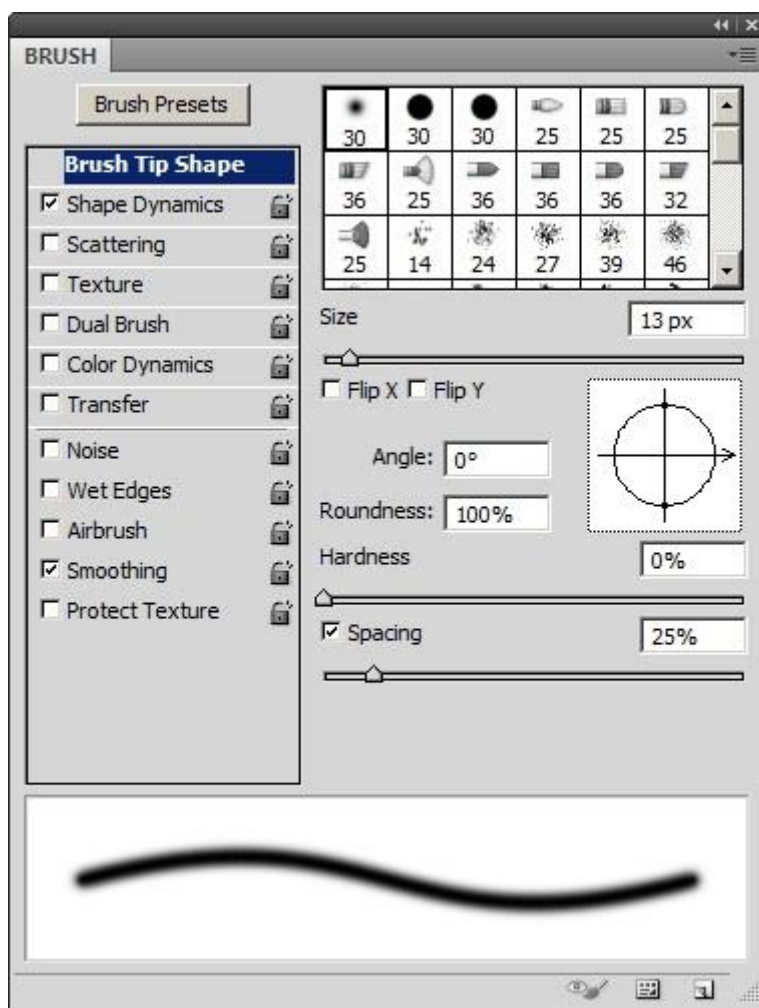 BRUSH
Brush Presets
Brush Tip Shape
Shape Dynamics
Scattering
Texture
Dual Brush
Color Dynamics
Transfer
Noise
Wet Edges
Airbrush
Smoothing
Protect Texture
30 30 30 25 25 25
36 25 36 36 36 32
25 14 24 27 39 46
Size 13 px
Flip X Flip Y
Angle: 0°
Roundness: 100%
Hardness 0%
Spacing 25%